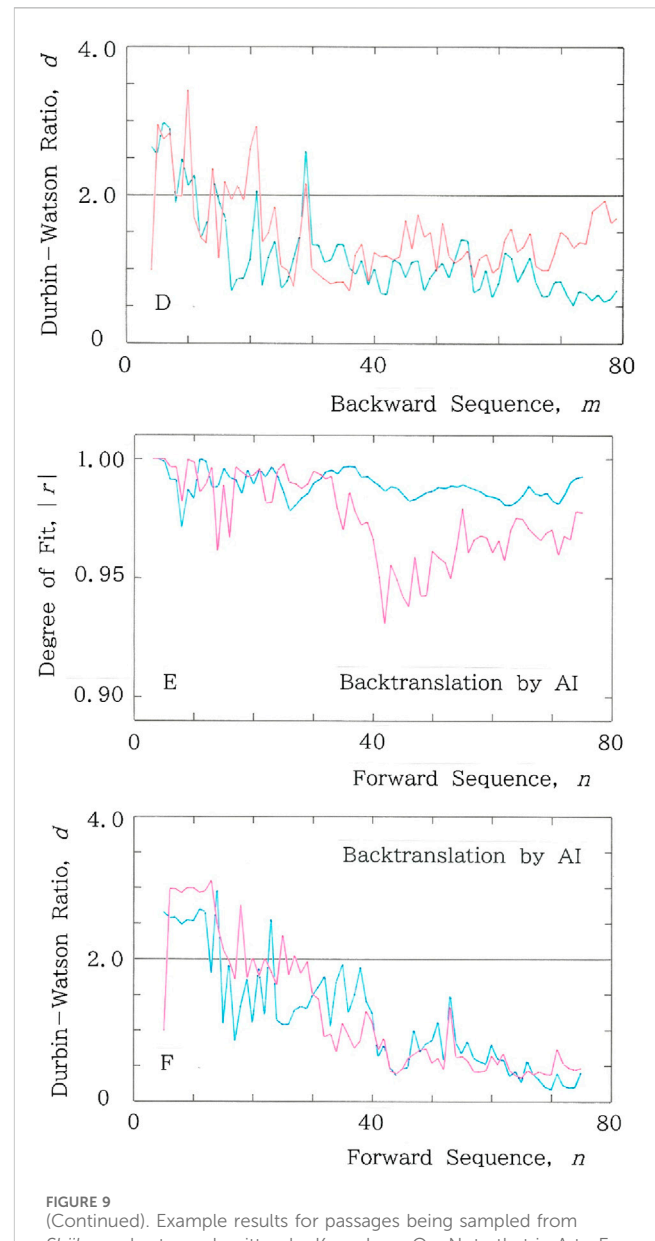 4.0
Durbin−Watson Ratio, d
2.0
D
0
0
40
80
Backward Sequence, m
1.00
Degree of Fit, |r|
0.95
E
Backtranslation by AI
0.90
0
40
80
Forward Sequence, n
4.0
Backtranslation by AI
Durbin−Watson Ratio, d
2.0
F
0
0
40
80
Forward Sequence, n
FIGURE 9
(Continued). Example results for passages being sampled from